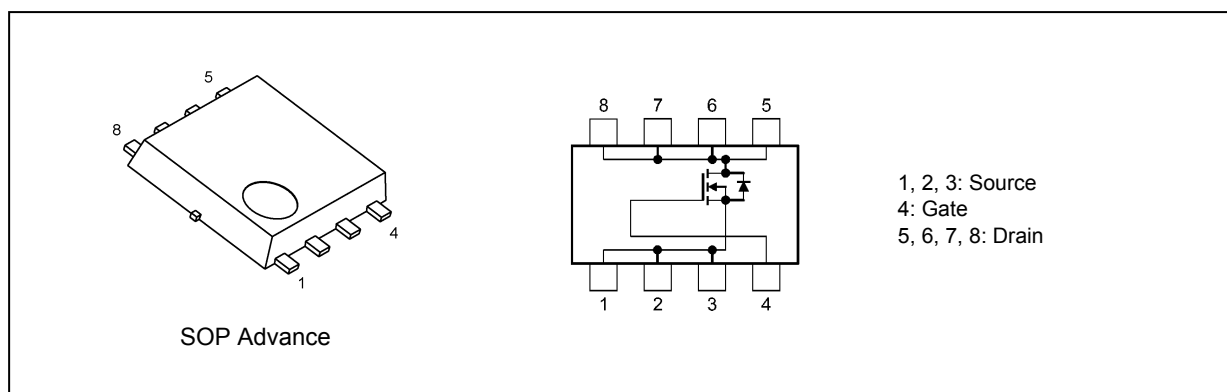 5
8
4
1
SOP Advance
8 7 6 5
1 2 3 4
1, 2, 3: Source
4: Gate
5, 6, 7, 8: Drain